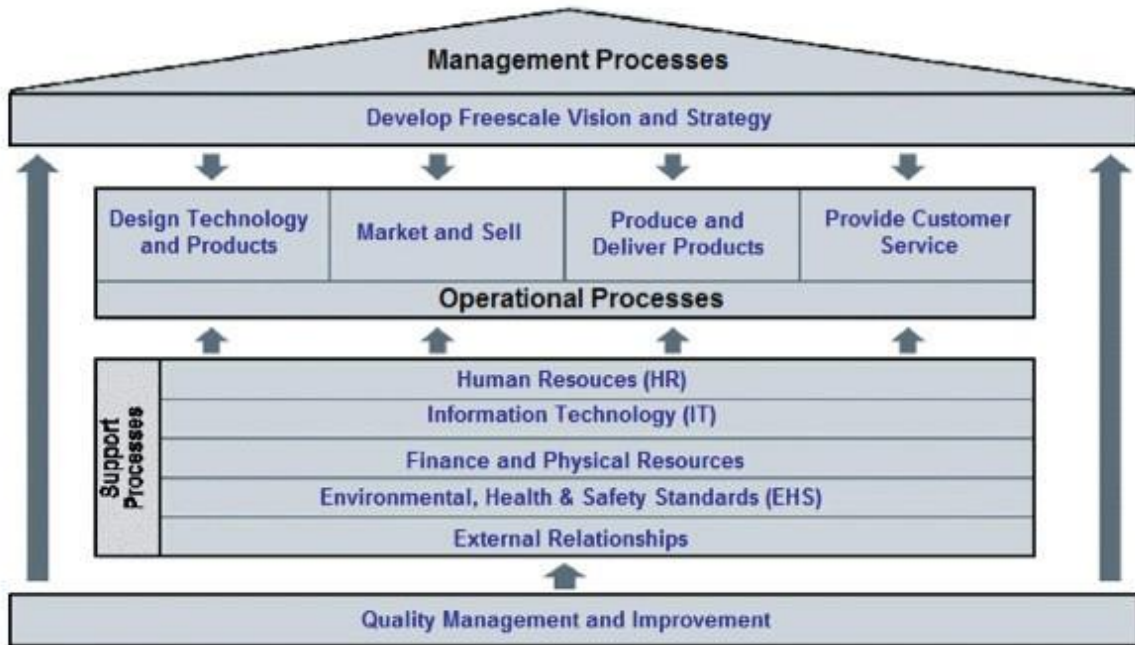 Management Processes
Develop Freescale Vision and Strategy
Design Technology
and Products
Market and Sell
Produce and
Deliver Products
Provide Customer
Service
Operational Processes
Support
Processes
Human Resouces (HR)
Information Technology (IT)
Finance and Physical Resources
Environmental, Health & Safety Standards (EHS)
External Relationships
Quality Management and Improvement